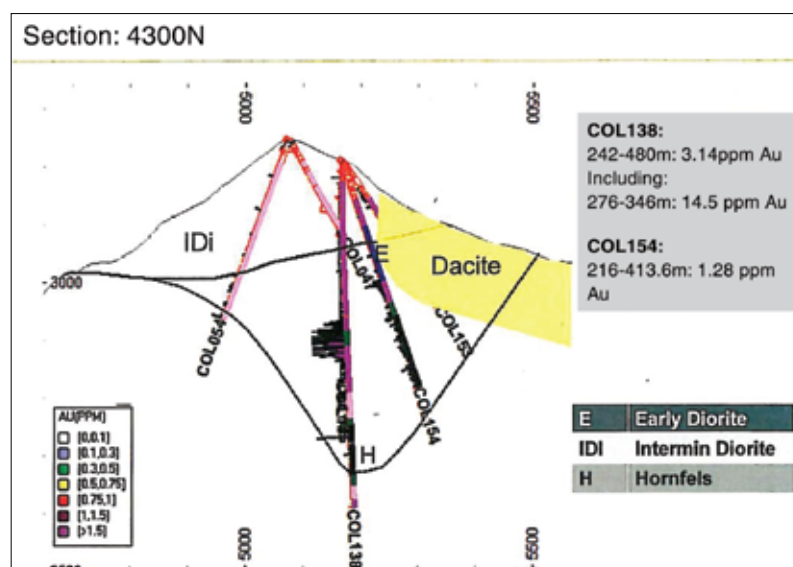 Section: 4300N
5000
5500
COL138:
242-480m: 3.14ppm Au
Including:
276-346m: 14.5 ppm Au
COL154:
216-413.6m: 1.28 ppm
Au
IDi
E
Dacite
3000
COL047
COL054
COL153
COL154
H
COL138
AU[PPM]
[0,0.1]
[0.1,0.3]
[0.3,0.5]
[0.5,0.75]
[0.75,1]
[1,1.5]
[>1.5]
E Early Diorite
IDI Intermin Diorite
H Hornfels
5000
5500